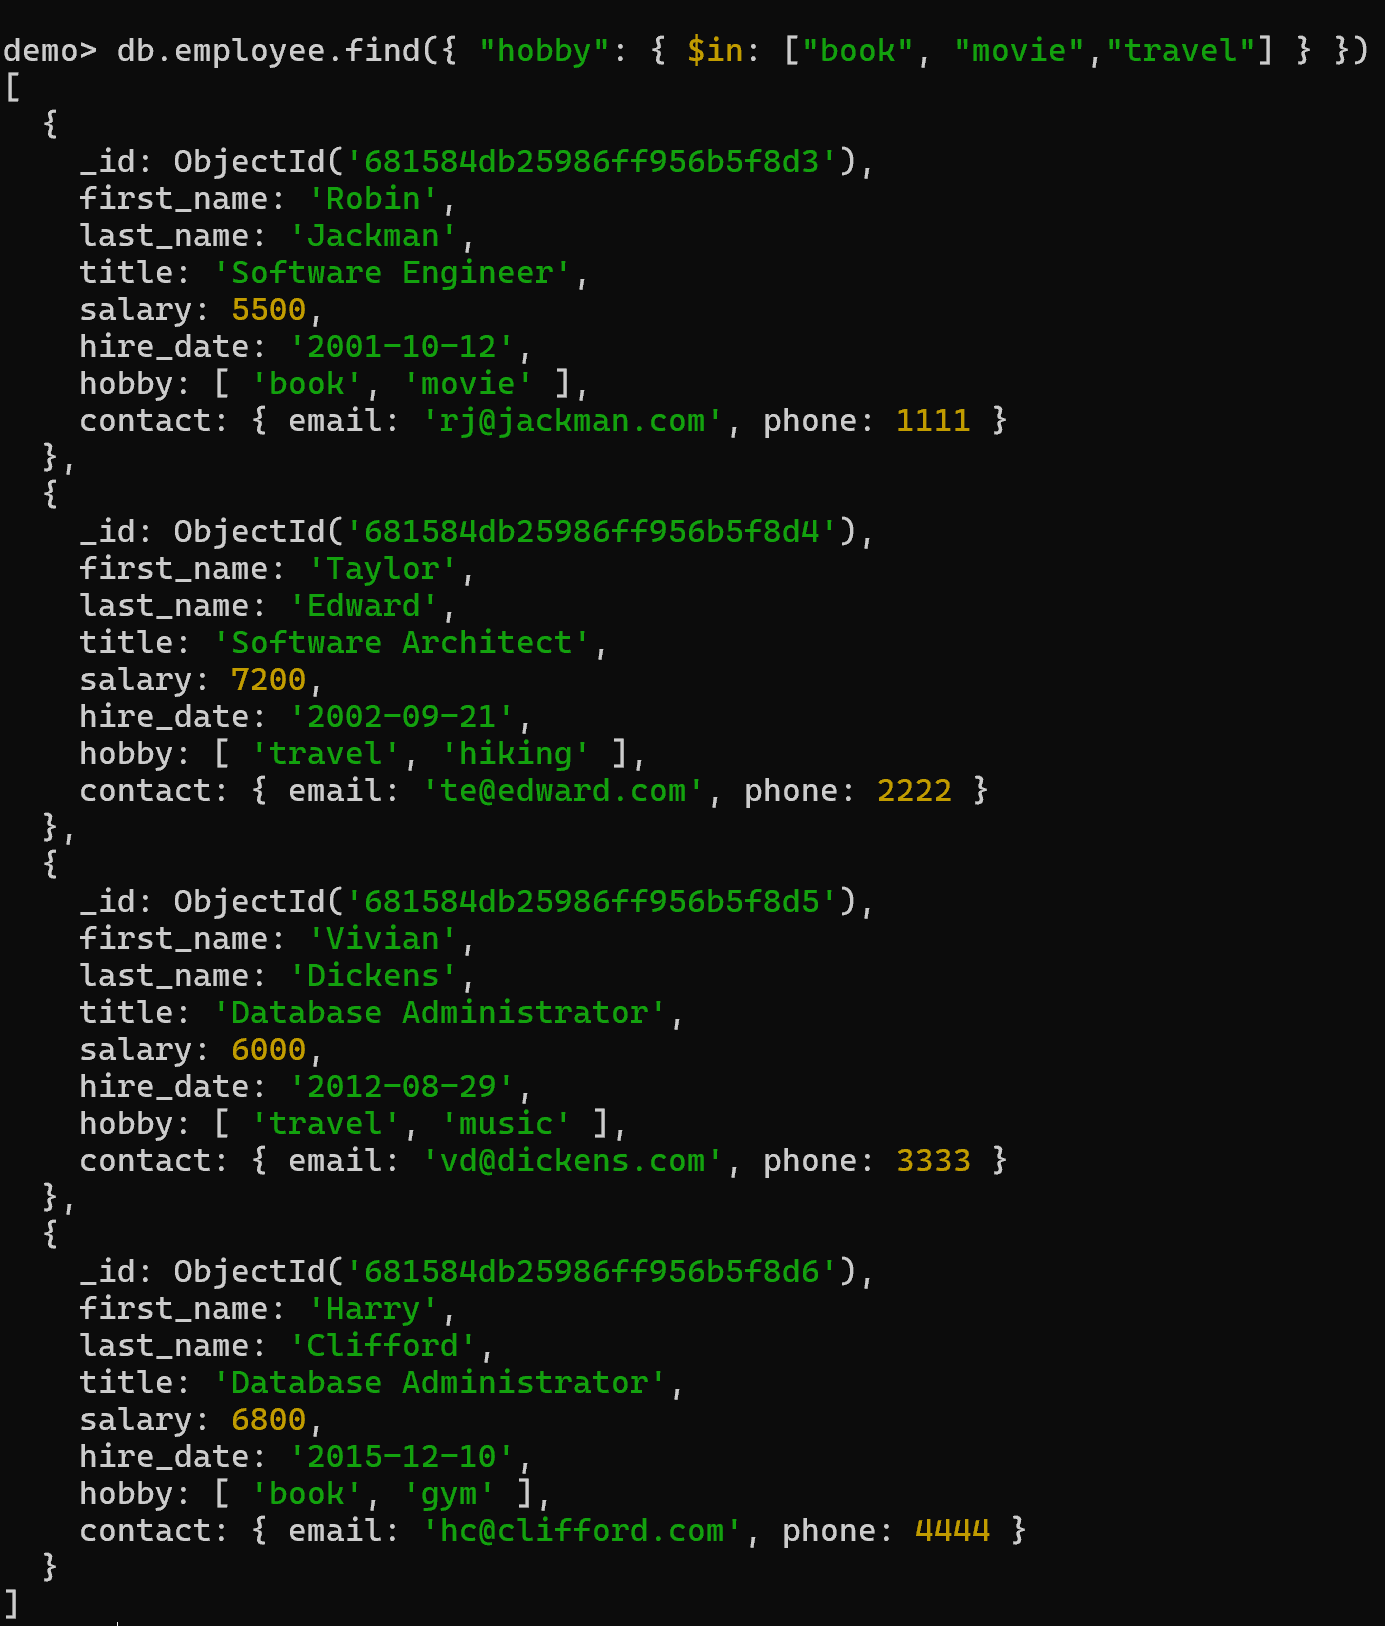 demo> db.employee.find({ "hobby": { $in: ["book", "movie","travel"] } })
[
  {
    _id: ObjectId('681584db25986ff956b5f8d3'),
    first_name: 'Robin',
    last_name: 'Jackman',
    title: 'Software Engineer',
    salary: 5500,
    hire_date: '2001-10-12',
    hobby: [ 'book', 'movie' ],
    contact: { email: 'rj@jackman.com', phone: 1111 }
  },
  {
    _id: ObjectId('681584db25986ff956b5f8d4'),
    first_name: 'Taylor',
    last_name: 'Edward',
    title: 'Software Architect',
    salary: 7200,
    hire_date: '2002-09-21',
    hobby: [ 'travel', 'hiking' ],
    contact: { email: 'te@edward.com', phone: 2222 }
  },
  {
    _id: ObjectId('681584db25986ff956b5f8d5'),
    first_name: 'Vivian',
    last_name: 'Dickens',
    title: 'Database Administrator',
    salary: 6000,
    hire_date: '2012-08-29',
    hobby: [ 'travel', 'music' ],
    contact: { email: 'vd@dickens.com', phone: 3333 }
  },
  {
    _id: ObjectId('681584db25986ff956b5f8d6'),
    first_name: 'Harry',
    last_name: 'Clifford',
    title: 'Database Administrator',
    salary: 6800,
    hire_date: '2015-12-10',
    hobby: [ 'book', 'gym' ],
    contact: { email: 'hc@clifford.com', phone: 4444 }
  }
]